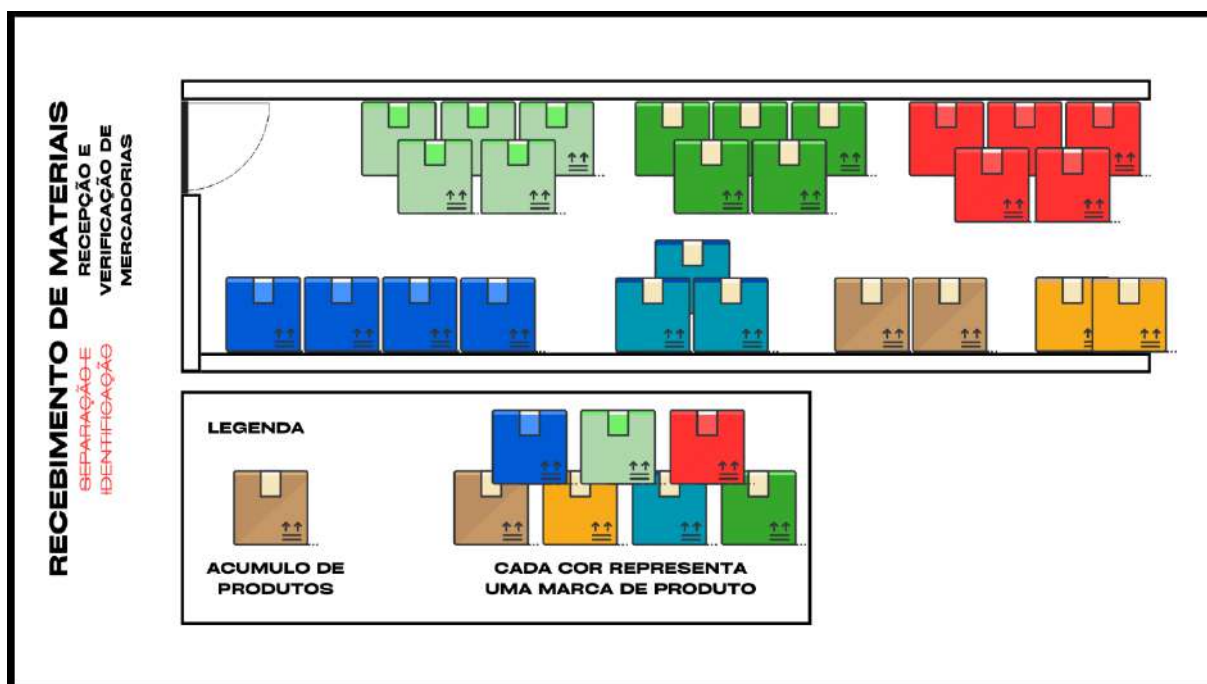 RECEBIMENTO DE MATERIAIS
RECEPÇÃO E
VERIFICAÇÃO DE
MERCADORIAS
SEPARAÇÃO E
IDENTIFICAÇÃO
LEGENDA
ACUMULO DE
PRODUTOS
CADA COR REPRESENTA
UMA MARCA DE PRODUTO